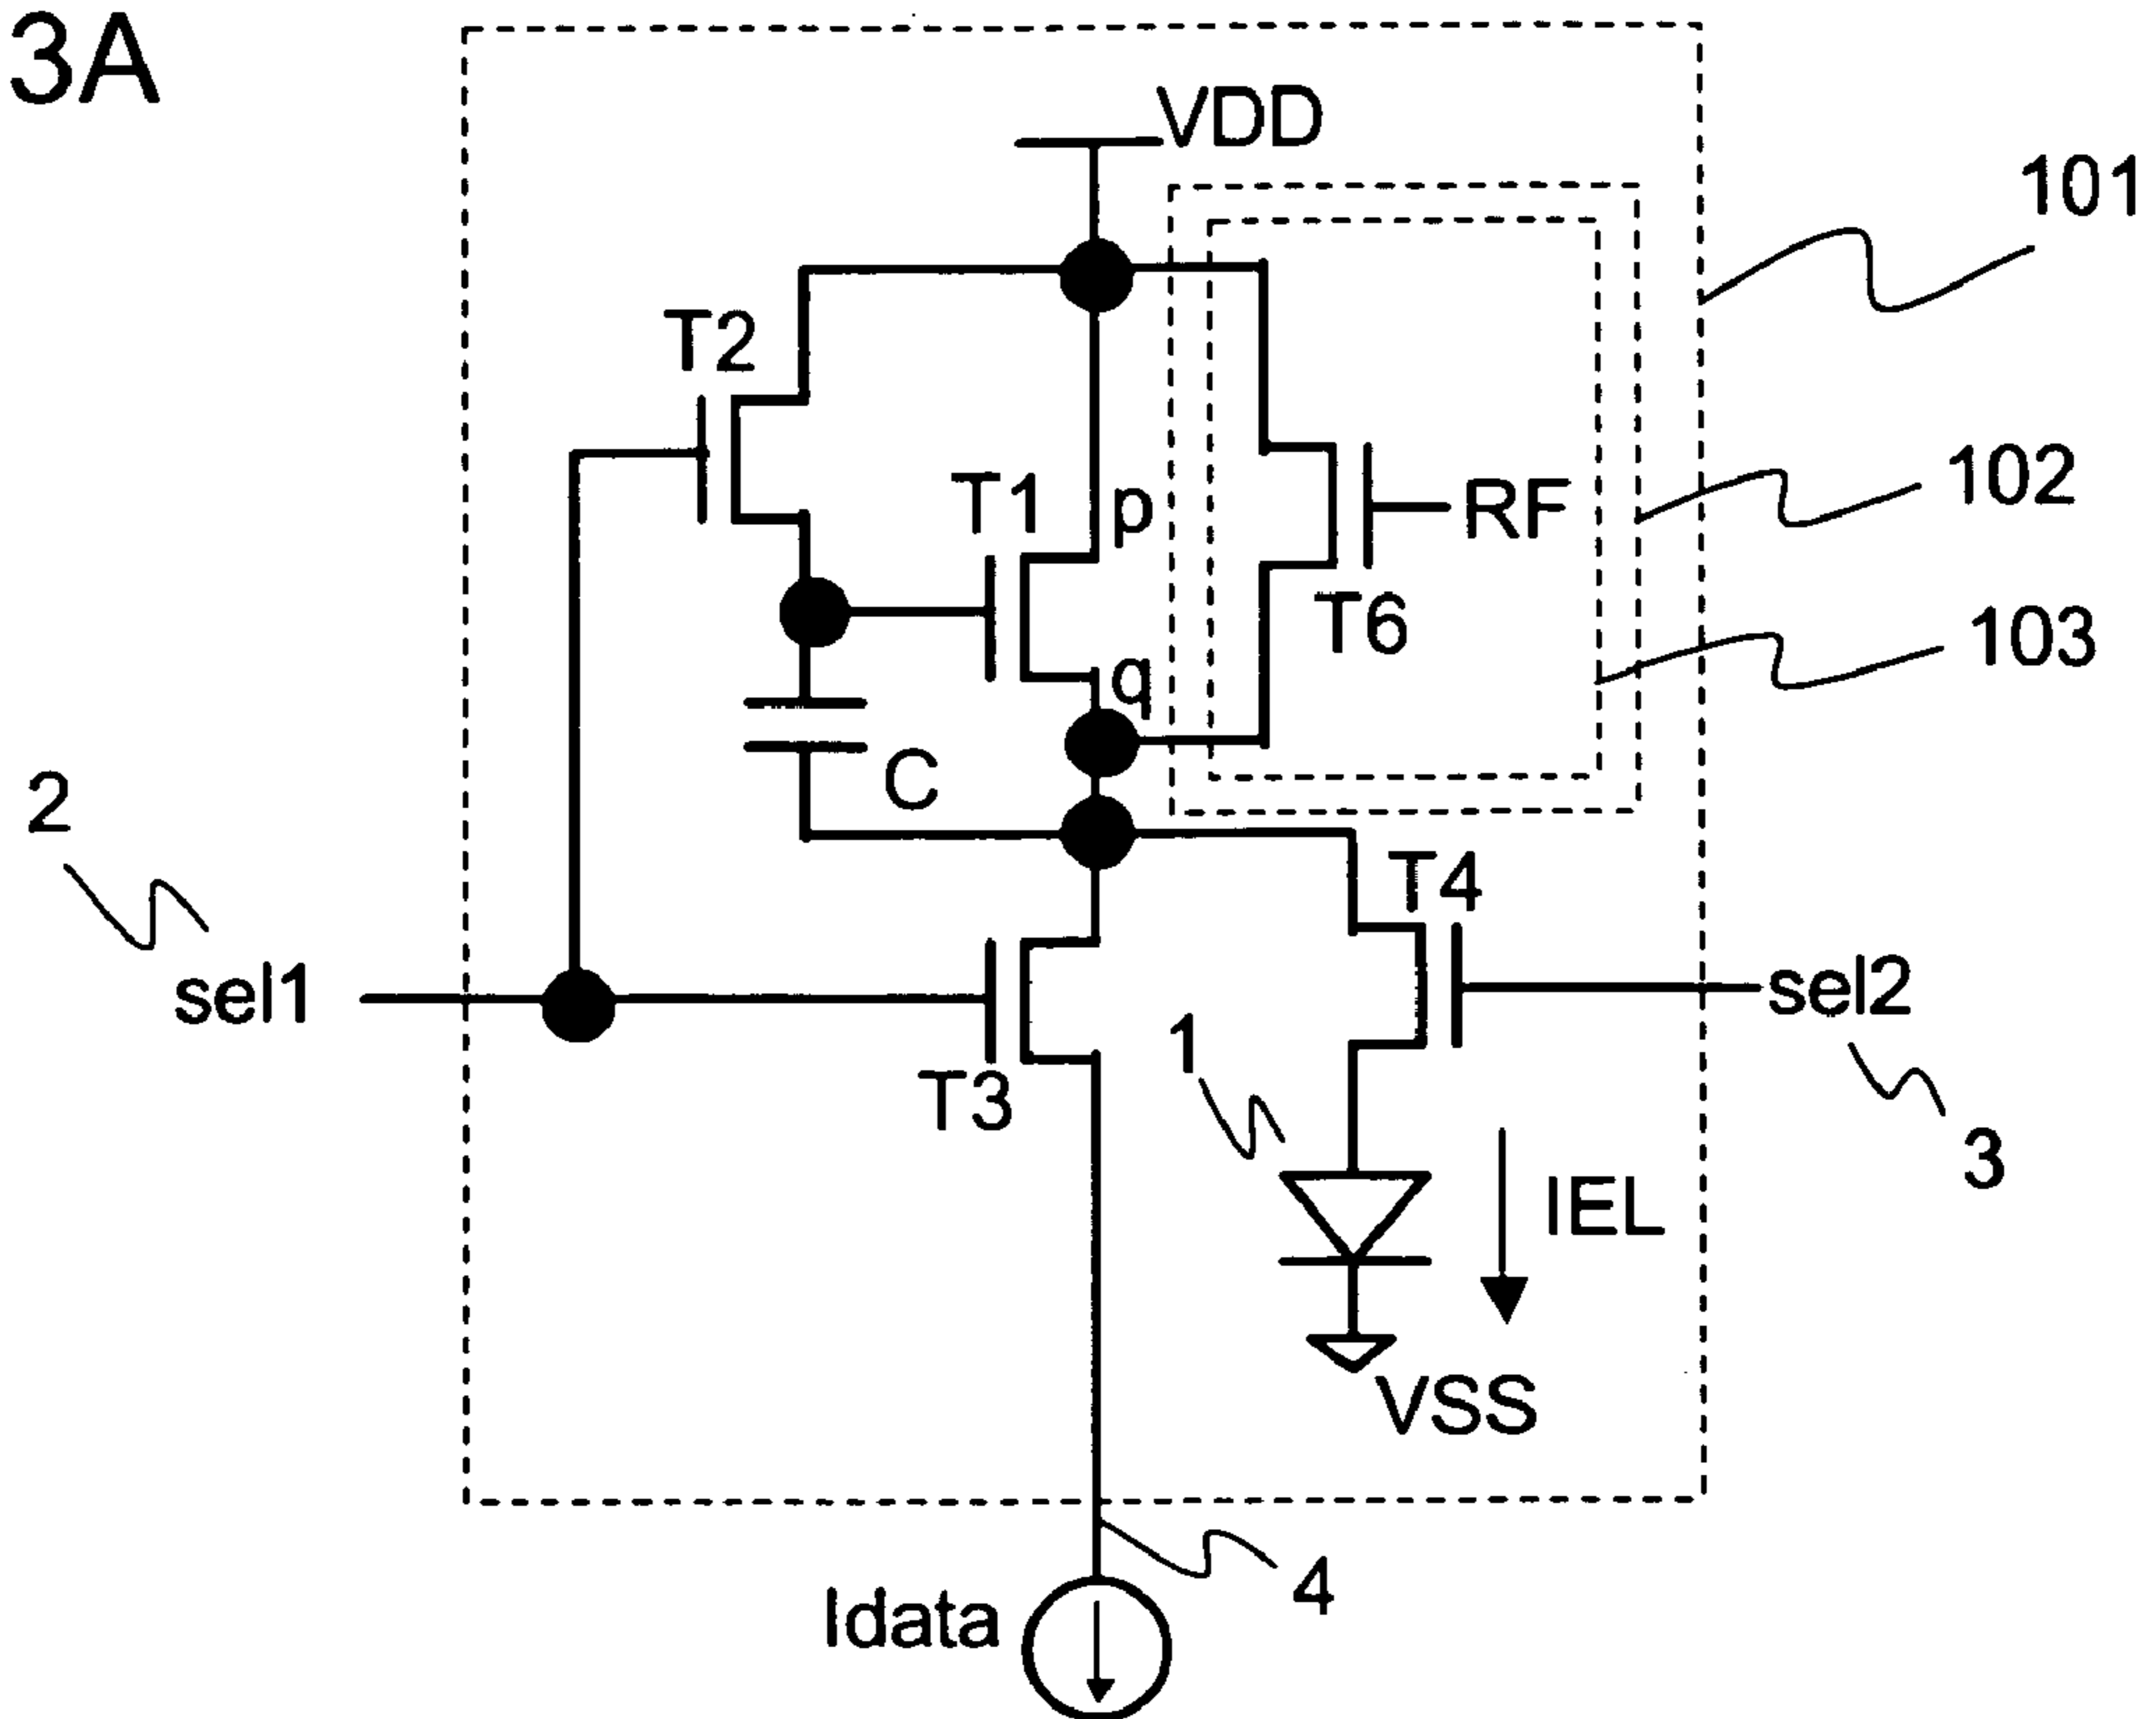 3A
VDD
101
T2
T1
p
RF
102
T6
103
q
C
2
T4
sel1
sel2
1
T3
3
IEL
VSS
Idata
4